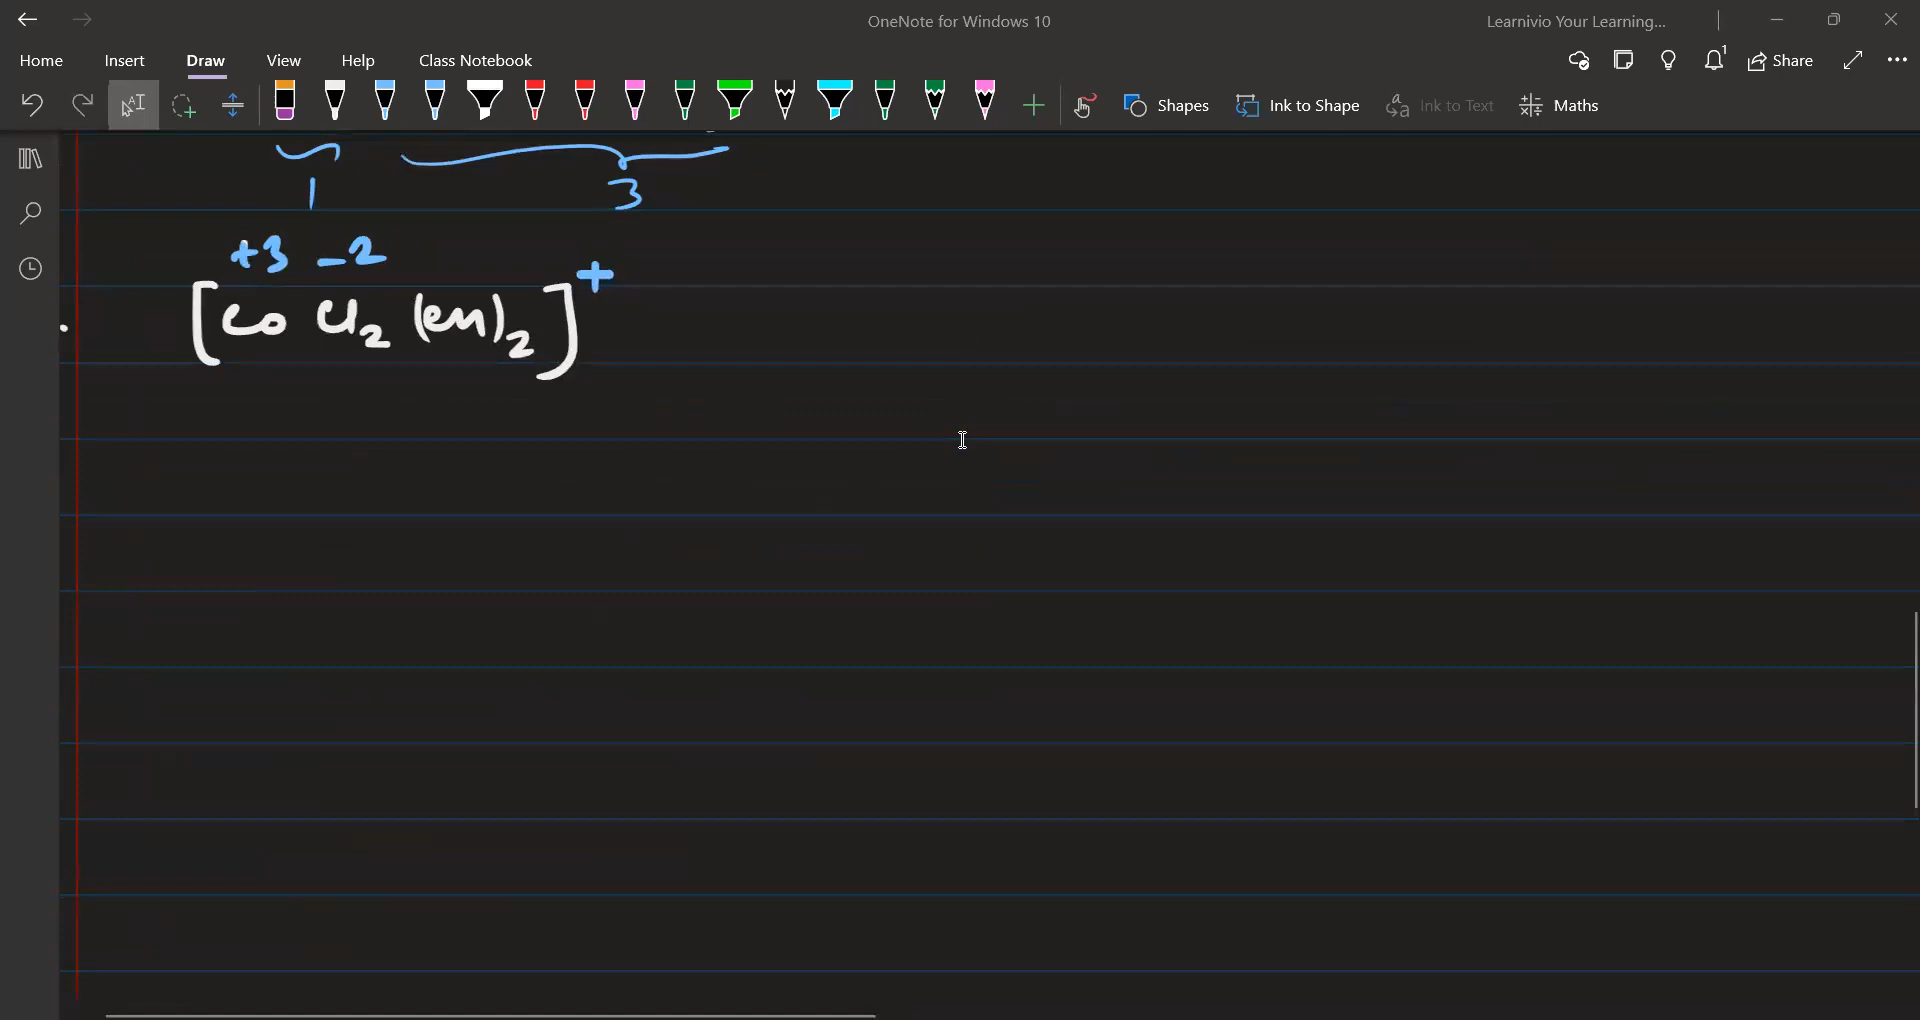 OneNote for Windows 10
Learnivio Your Learning...
Home Insert Draw View Help Class Notebook
1
Share
Shapes Ink to Shape Ink to Text Maths
1 3
+3 -2
[Co Cl2 (en)2]+